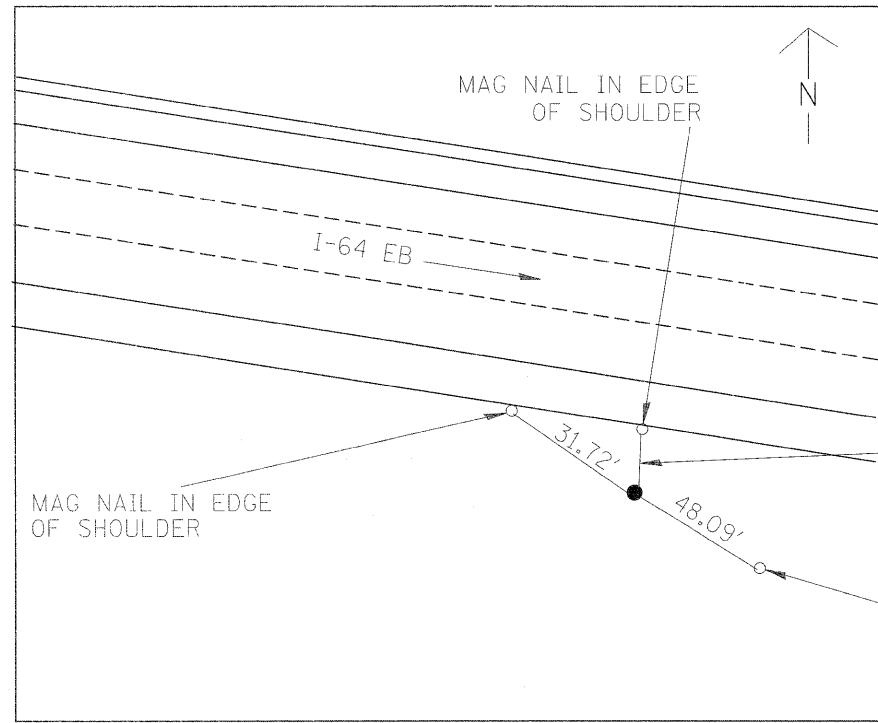 MAG NAIL IN EDGE
OF SHOULDER
N
I-64 EB
31.72'
48.09'
MAG NAIL IN EDGE
OF SHOULDER